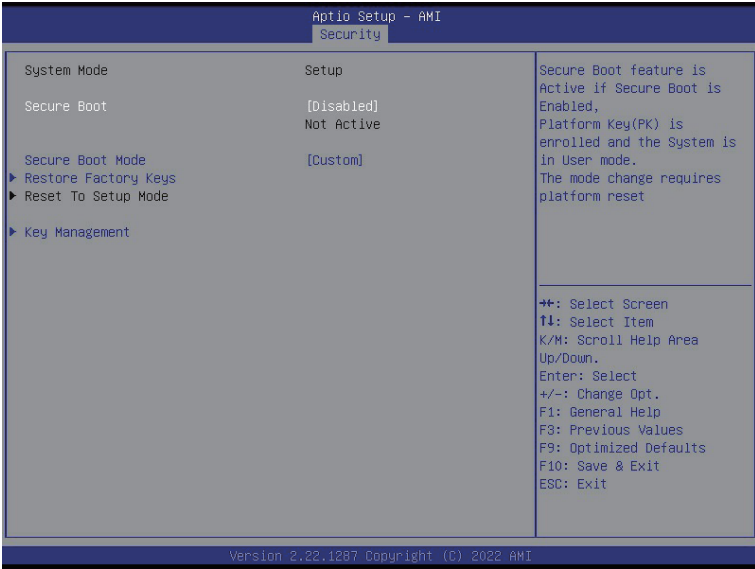 Aptio Setup - AMI
Security
System Mode Setup
Secure Boot [Disabled]
Not Active
Secure Boot Mode [Custom]
▶ Restore Factory Keys
▶ Reset To Setup Mode
▶ Key Management
Secure Boot feature is
Active if Secure Boot is
Enabled,
Platform Key(PK) is
enrolled and the System is
in User mode.
The mode change requires
platform reset
→←: Select Screen
↑↓: Select Item
K/M: Scroll Help Area
Up/Down.
Enter: Select
+/-: Change Opt.
F1: General Help
F3: Previous Values
F9: Optimized Defaults
F10: Save & Exit
ESC: Exit
Version 2.22.1287 Copyright (C) 2022 AMI